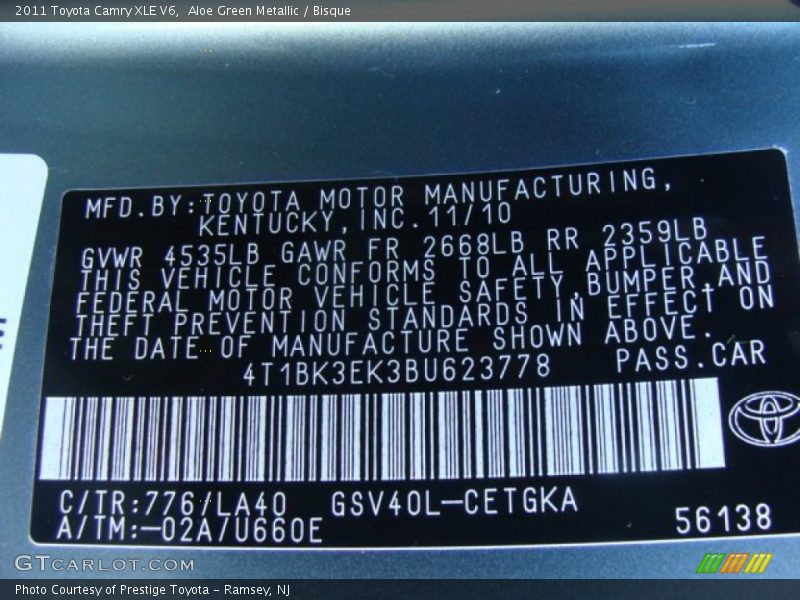 2011 Toyota Camry XLE V6,  Aloe Green Metallic / Bisque
MFD.BY:TOYOTA MOTOR MANUFACTURING,
KENTUCKY,INC.11/10
GVWR 4535LB GAWR FR 2668LB RR 2359LB
THIS VEHICLE CONFORMS TO ALL APPLICABLE
FEDERAL MOTOR VEHICLE SAFETY,BUMPER,AND
THEFT PREVENTION STANDARDS IN EFFECT ON
THE DATE OF MANUFACTURE SHOWN ABOVE.
4T1BK3EK3BU623778 PASS.CAR
C/TR:776/LA40 GSV40L-CETGKA
A/TM:-02A/U660E 56138
GTCARLOT.COM
Photo Courtesy of Prestige Toyota - Ramsey, NJ